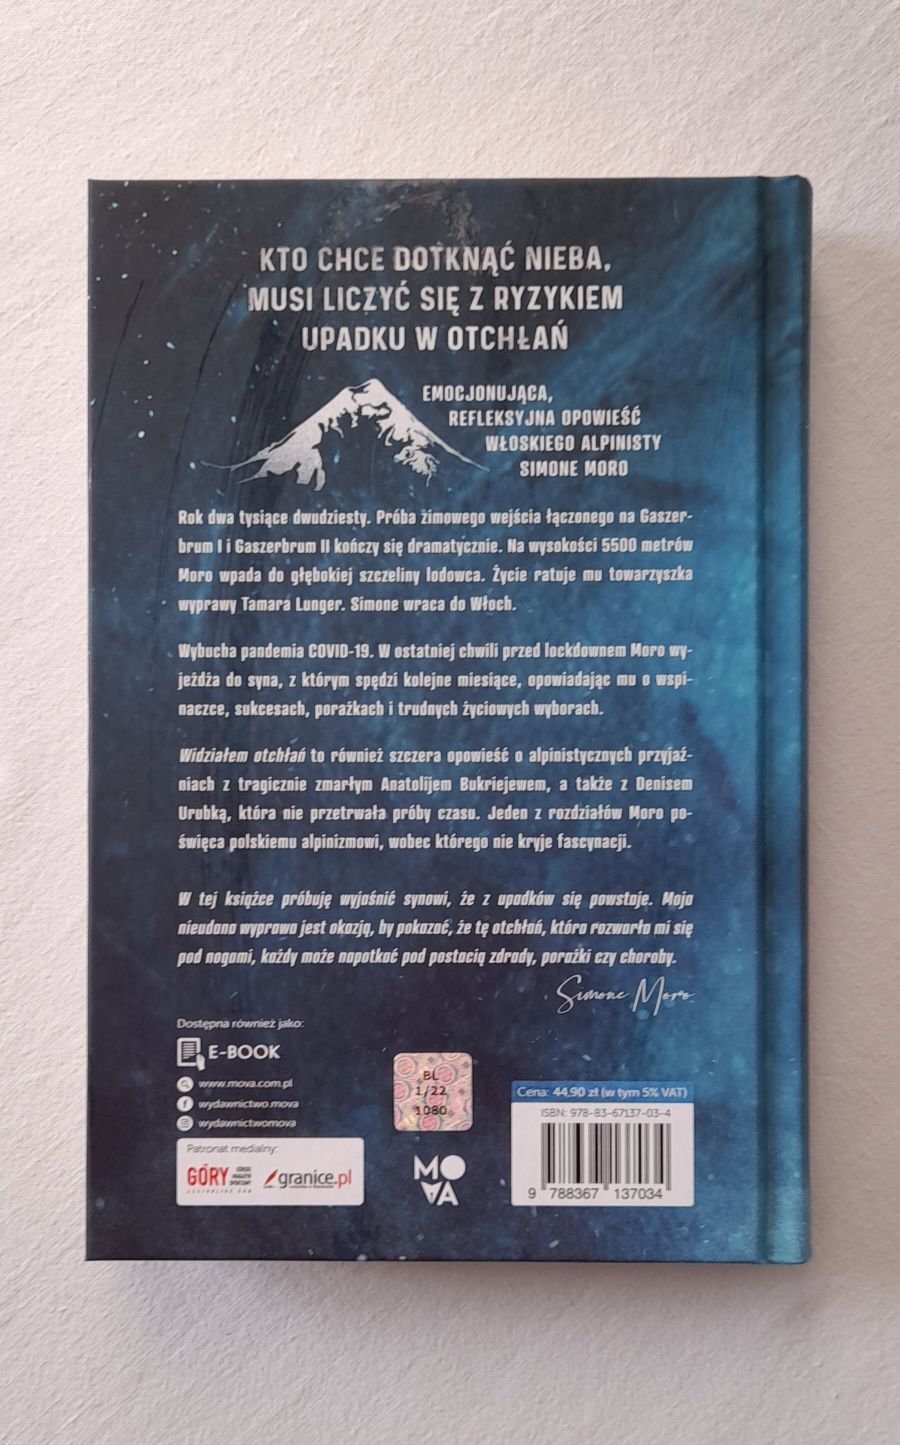 KTO CHCE DOTKNĄĆ NIEBA,
MUSI LICZYĆ SIĘ Z RYZYKIEM
UPADKU W OTCHŁAŃ
EMOCJONUJĄCA,
REFLEKSYJNA OPOWIEŚĆ
WŁOSKIEGO ALPINISTY
SIMONE MORO
Rok dwa tysiące dwudziesty. Próba zimowego wejścia łączonego na Gaszer-
brum I i Gaszerbrum II kończy się dramatycznie. Na wysokości 5500 metrów
Moro wpada do głębokiej szczeliny lodowca. Życie ratuje mu towarzyszka
wyprawy Tamara Lunger. Simone wraca do Włoch.
Wybucha pandemia COVID-19. W ostatniej chwili przed lockdownem Moro wy-
jeżdża do syna, z którym spędzi kolejne miesiące, opowiadając mu o wspi-
naczce, sukcesach, porażkach i trudnych życiowych wyborach.
Widziałem otchłań to również szczera opowieść o alpinistycznych przyjaź-
niach z tragicznie zmarłym Anatolijem Bukriejewem, a także z Denisem
Urubką, która nie przetrwała próby czasu. Jeden z rozdziałów Moro po-
święca polskiemu alpinizmowi, wobec którego nie kryje fascynacji.
W tej książce próbuję wyjaśnić synowi, że z upadków się powstaje. Moja
nieudana wyprawa jest okazją, by pokazać, że tę otchłań, która rozwarła mi się
pod nogami, każdy może napotkać pod postacią zdrady, porażki czy choroby.
Simone Moro
Dostępna również jako:
E-BOOK
www.mova.com.pl
wydawnictwo.mova
wydawnictwomova
Patronat medialny:
GÓRY
granice.pl
BL
1/22
1080
MOVA
Cena: 44,90 zł (w tym 5% VAT)
ISBN: 978-83-67137-03-4
9 788367 137034